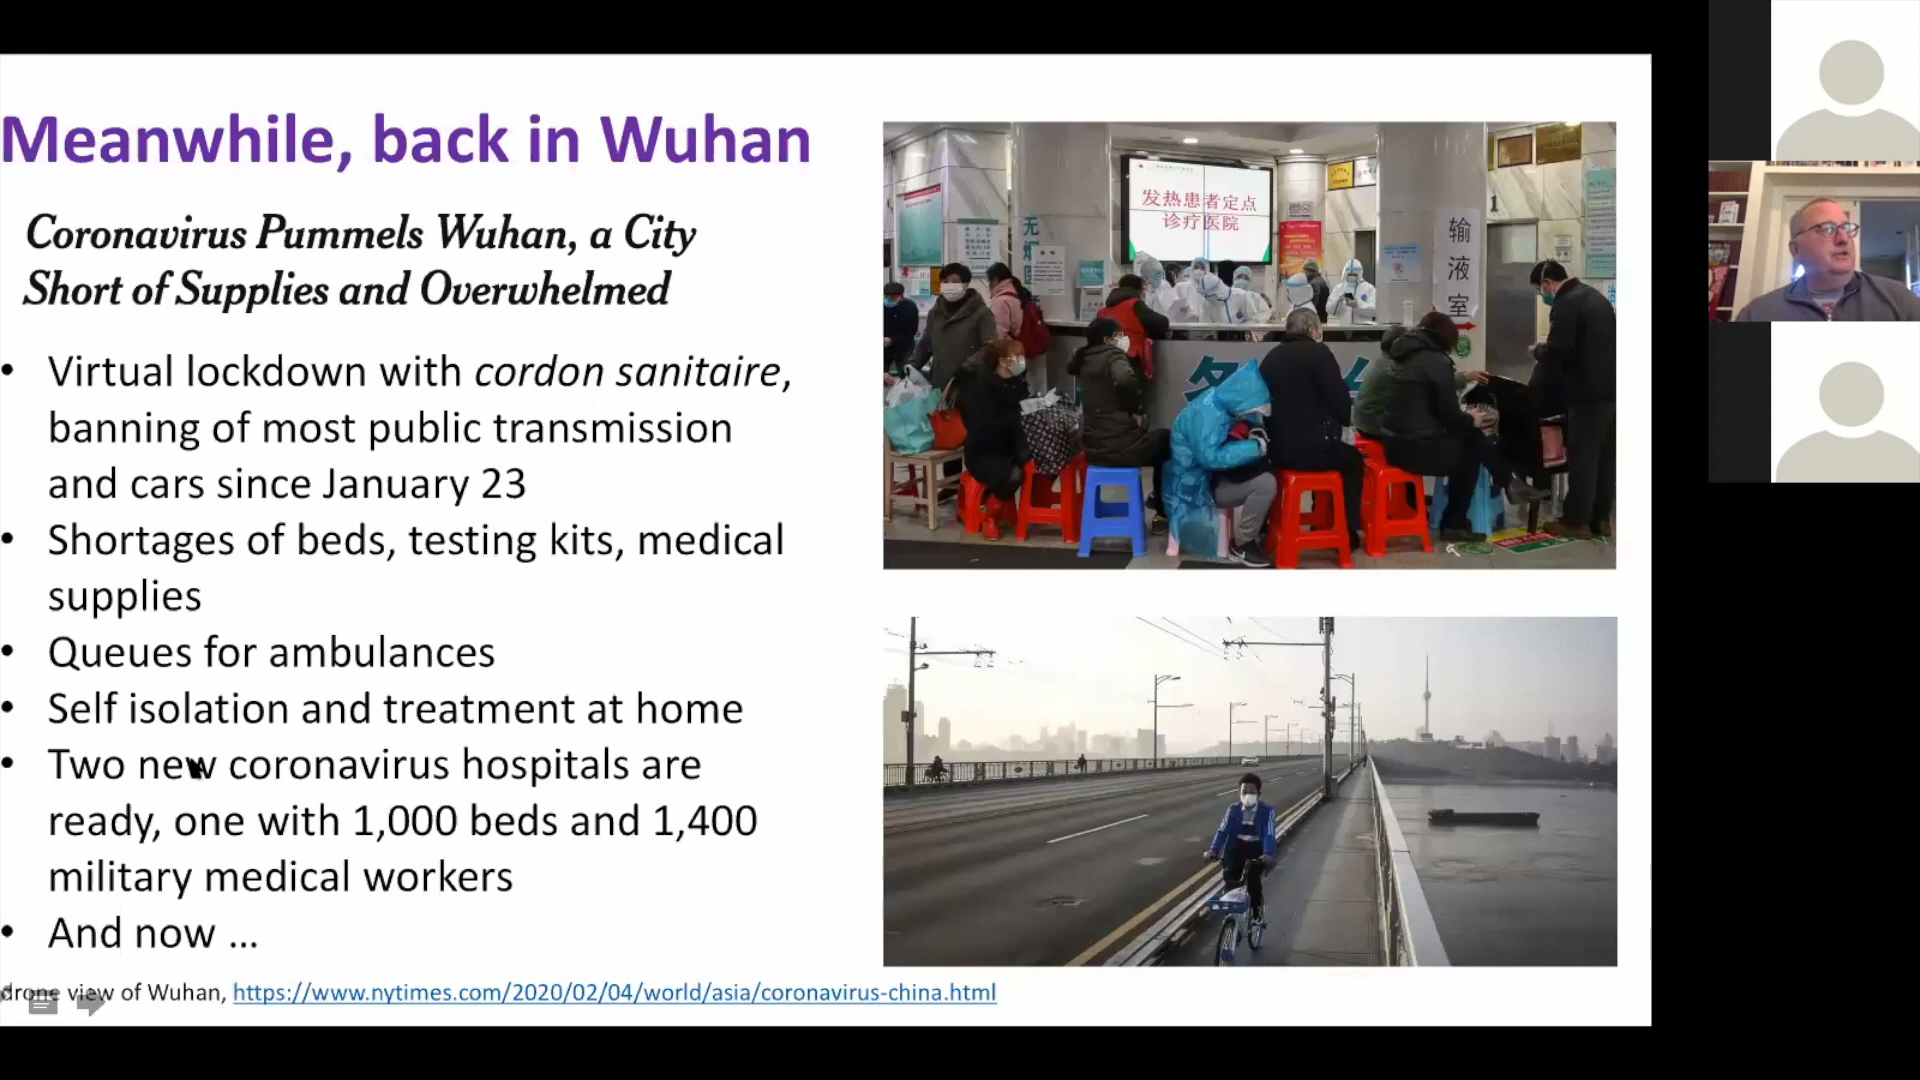 Meanwhile, back in Wuhan
Coronavirus Pummels Wuhan, a City
Short of Supplies and Overwhelmed
• Virtual lockdown with cordon sanitaire,
banning of most public transmission
and cars since January 23
• Shortages of beds, testing kits, medical
supplies
• Queues for ambulances
• Self isolation and treatment at home
• Two new coronavirus hospitals are
ready, one with 1,000 beds and 1,400
military medical workers
• And now ...
drone view of Wuhan, https://www.nytimes.com/2020/02/04/world/asia/coronavirus-china.html
发热患者定点
诊疗医院
无烟医
输液室
1